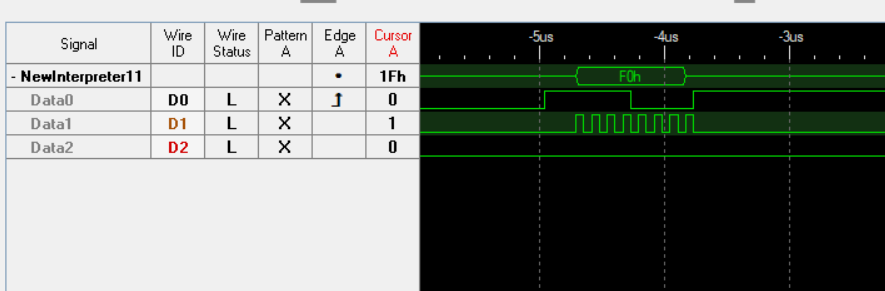 -5us -4us -3us
Signal Wire ID Wire Status Pattern A Edge A Cursor A
- NewInterpreter11 • 1Fh F0h
Data0 D0 L X 0
Data1 D1 L X 1
Data2 D2 L X 0